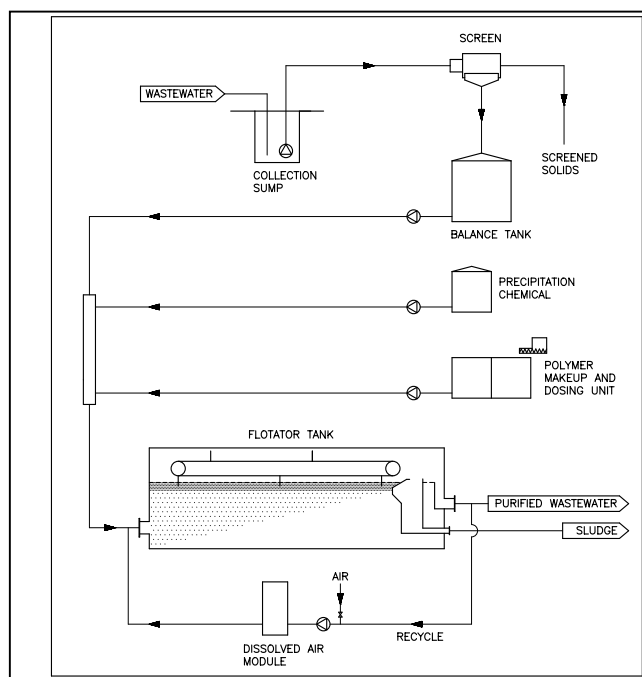 SCREEN
WASTEWATER
COLLECTION
SUMP
SCREENED
SOLIDS
BALANCE TANK
PRECIPITATION
CHEMICAL
POLYMER
MAKEUP AND
DOSING UNIT
FLOTATOR TANK
PURIFIED WASTEWATER
SLUDGE
AIR
RECYCLE
DISSOLVED AIR
MODULE